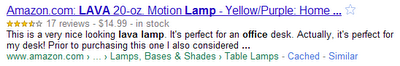 Amazon.com: LAVA 20-oz. Motion Lamp - Yellow/Purple: Home ...
17 reviews - $14.99 - in stock
This is a very nice looking lava lamp. It's perfect for an office desk. Actually, it's perfect for
my desk! Prior to purchasing this one I also considered ...
www.amazon.com › ... › Lamps, Bases & Shades › Table Lamps - Cached - Similar